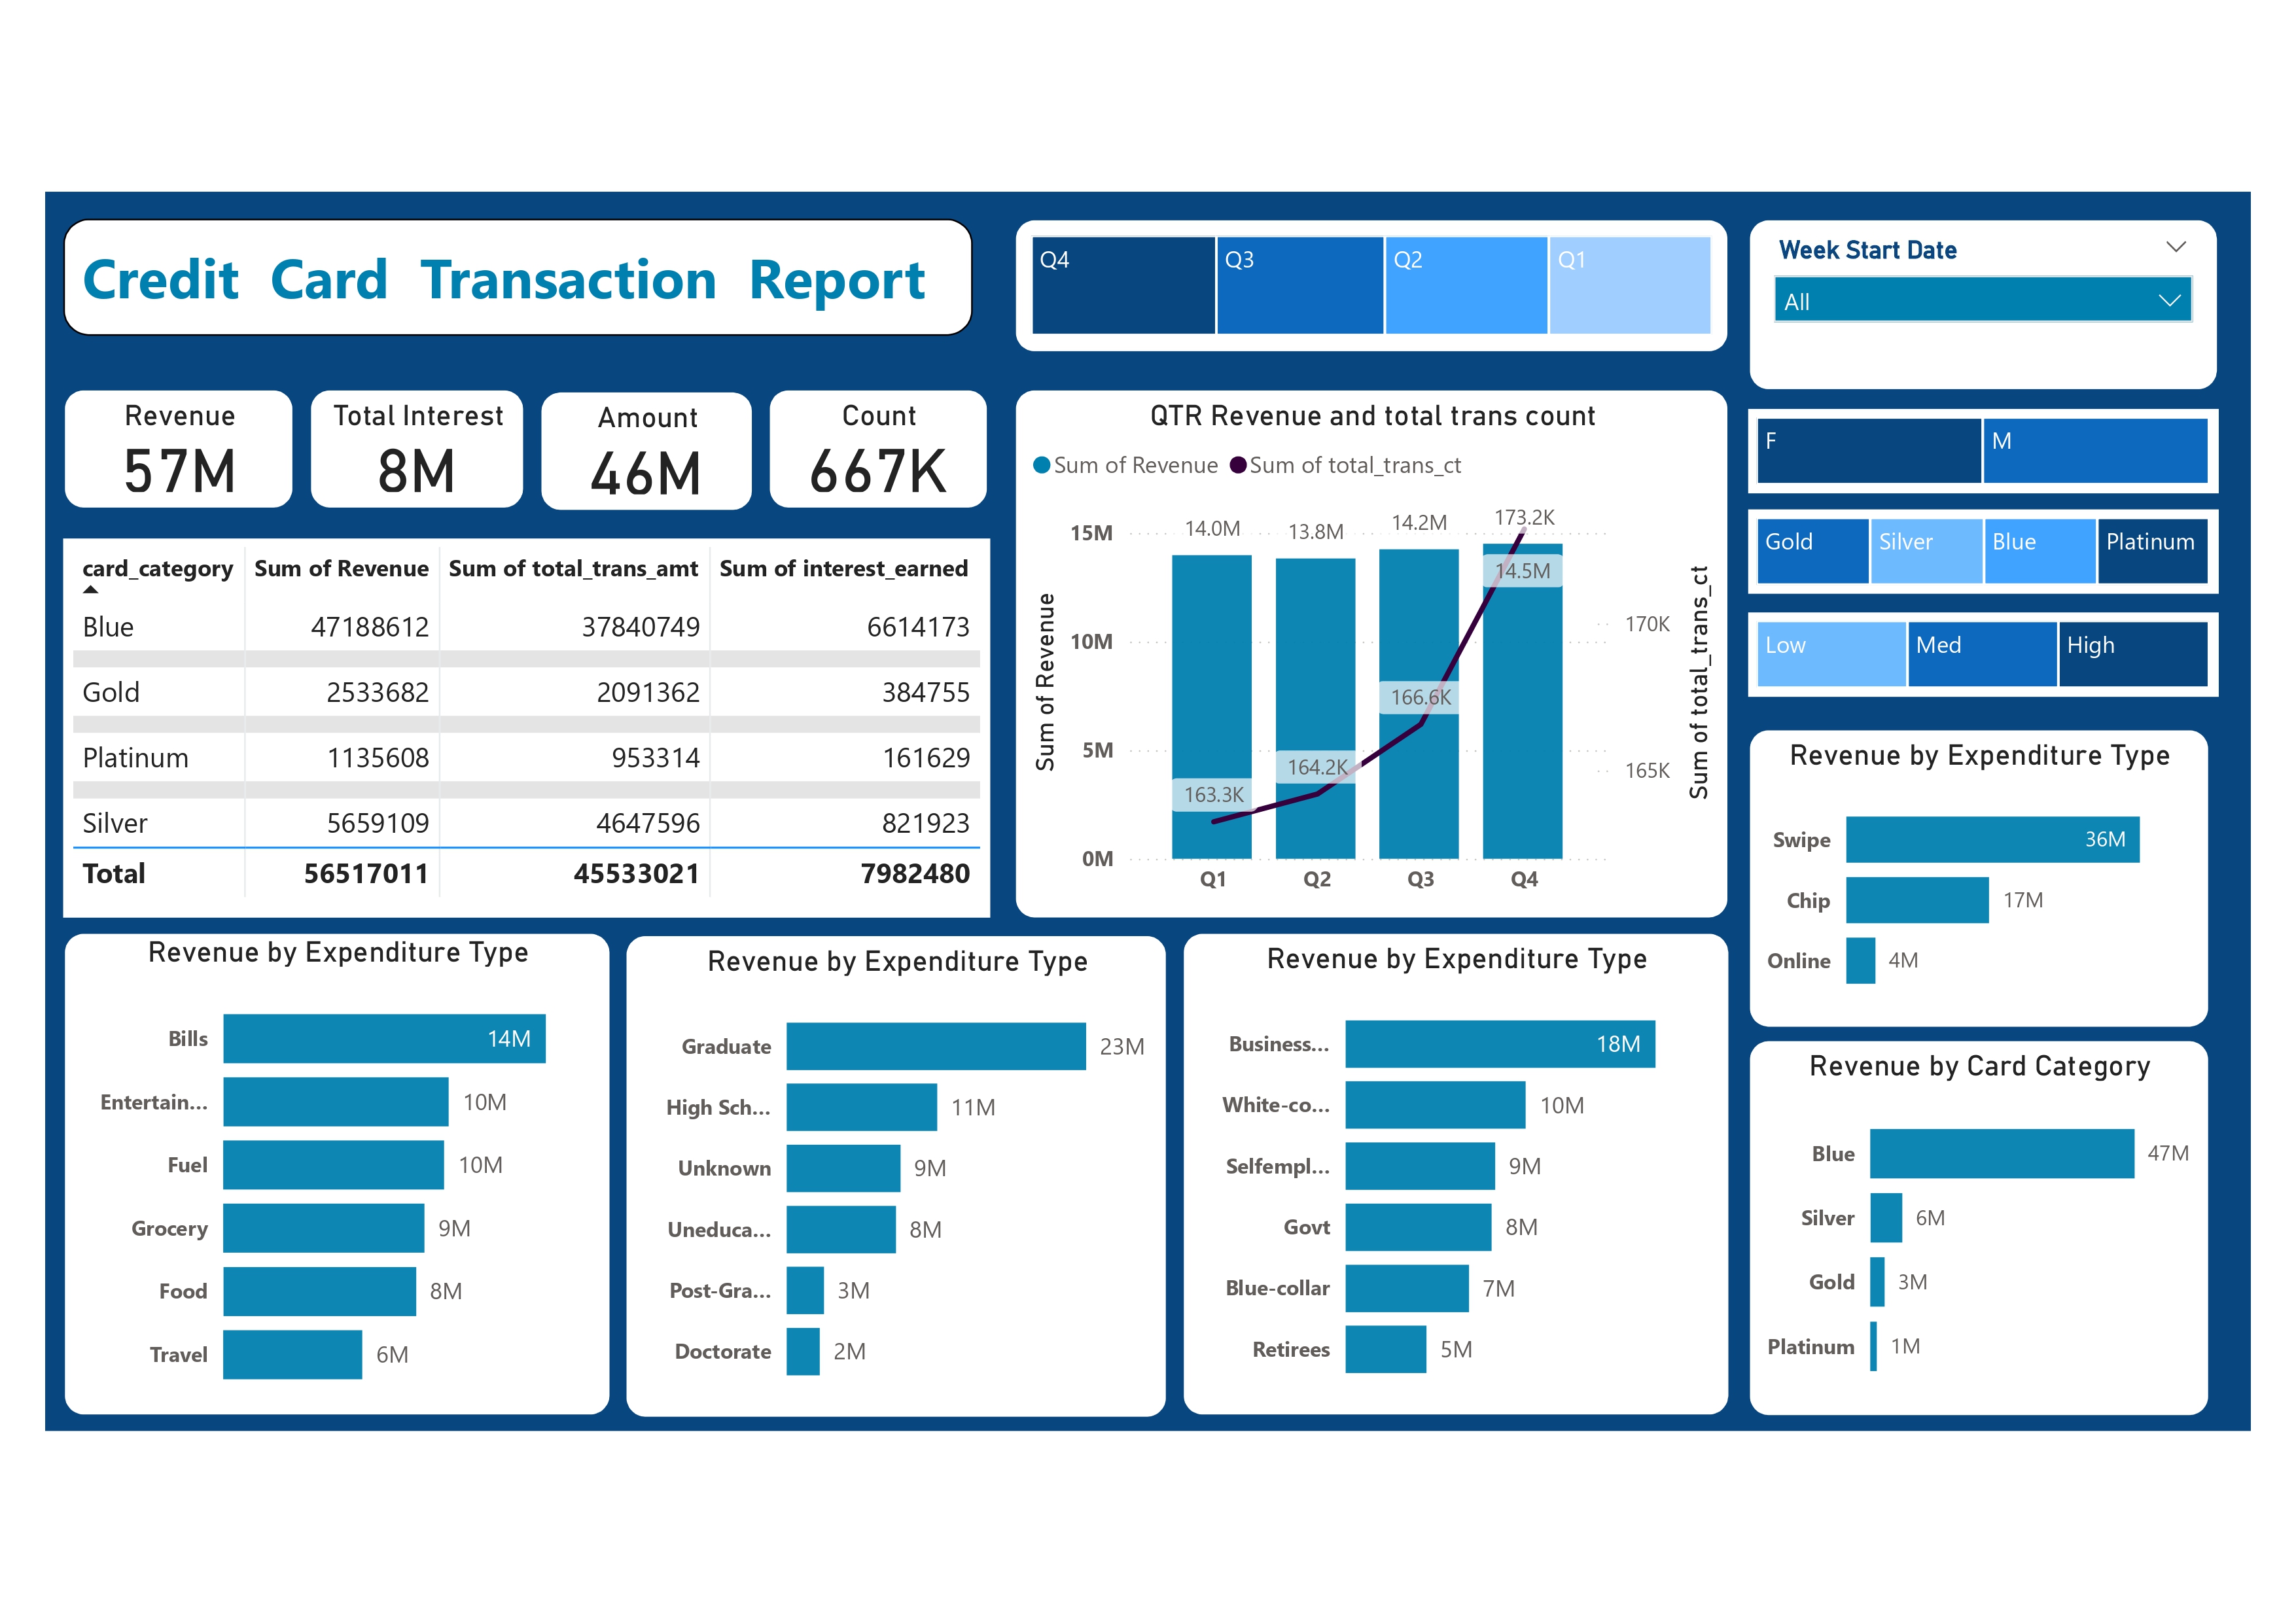 Credit Card Transaction Report
Q4 Q3 Q2 Q1
Week Start Date
All
Revenue
57M
Total Interest
8M
Amount
46M
Count
667K
F M
Gold Silver Blue Platinum
Low Med High
card_category Sum of Revenue Sum of total_trans_amt Sum of interest_earned
Blue 47188612 37840749 6614173
Gold 2533682 2091362 384755
Platinum 1135608 953314 161629
Silver 5659109 4647596 821923
Total 56517011 45533021 7982480
QTR Revenue and total trans count
Sum of Revenue Sum of total_trans_ct
Sum of Revenue
15M
10M
5M
0M
14.0M 13.8M 14.2M 14.5M
163.3K 164.2K 166.6K 173.2K
170K
165K
Sum of total_trans_ct
Q1 Q2 Q3 Q4
Revenue by Expenditure Type
Swipe 36M
Chip 17M
Online 4M
Revenue by Expenditure Type
Bills 14M
Entertain... 10M
Fuel 10M
Grocery 9M
Food 8M
Travel 6M
Revenue by Expenditure Type
Graduate 23M
High Sch... 11M
Unknown 9M
Uneduca... 8M
Post-Gra... 3M
Doctorate 2M
Revenue by Expenditure Type
Business... 18M
White-co... 10M
Selfempl... 9M
Govt 8M
Blue-collar 7M
Retirees 5M
Revenue by Card Category
Blue 47M
Silver 6M
Gold 3M
Platinum 1M